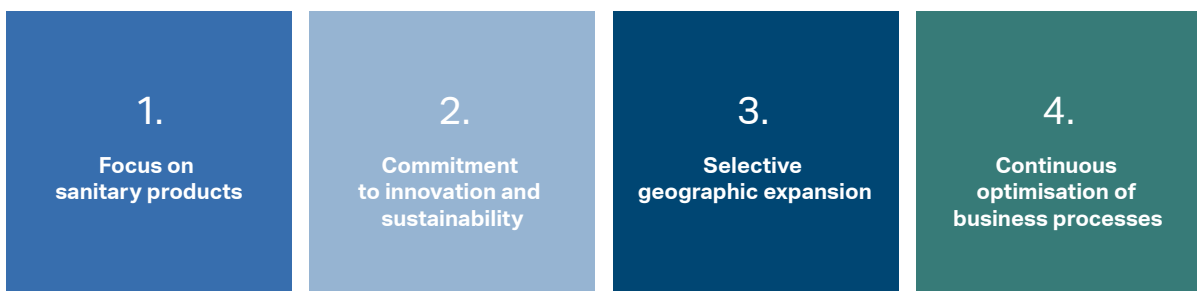 1.
Focus on
sanitary products
2.
Commitment
to innovation and
sustainability
3.
Selective
geographic expansion
4.
Continuous
optimisation of
business processes